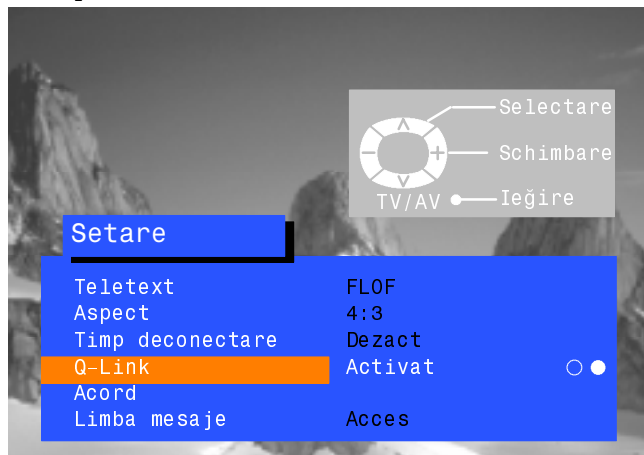 Selectare
Schimbare
TV/AV Ieğire
Setare
Teletext FLOF
Aspect 4:3
Timp deconectare Dezact
Q-Link Activat
Acord
Limba mesaje Acces